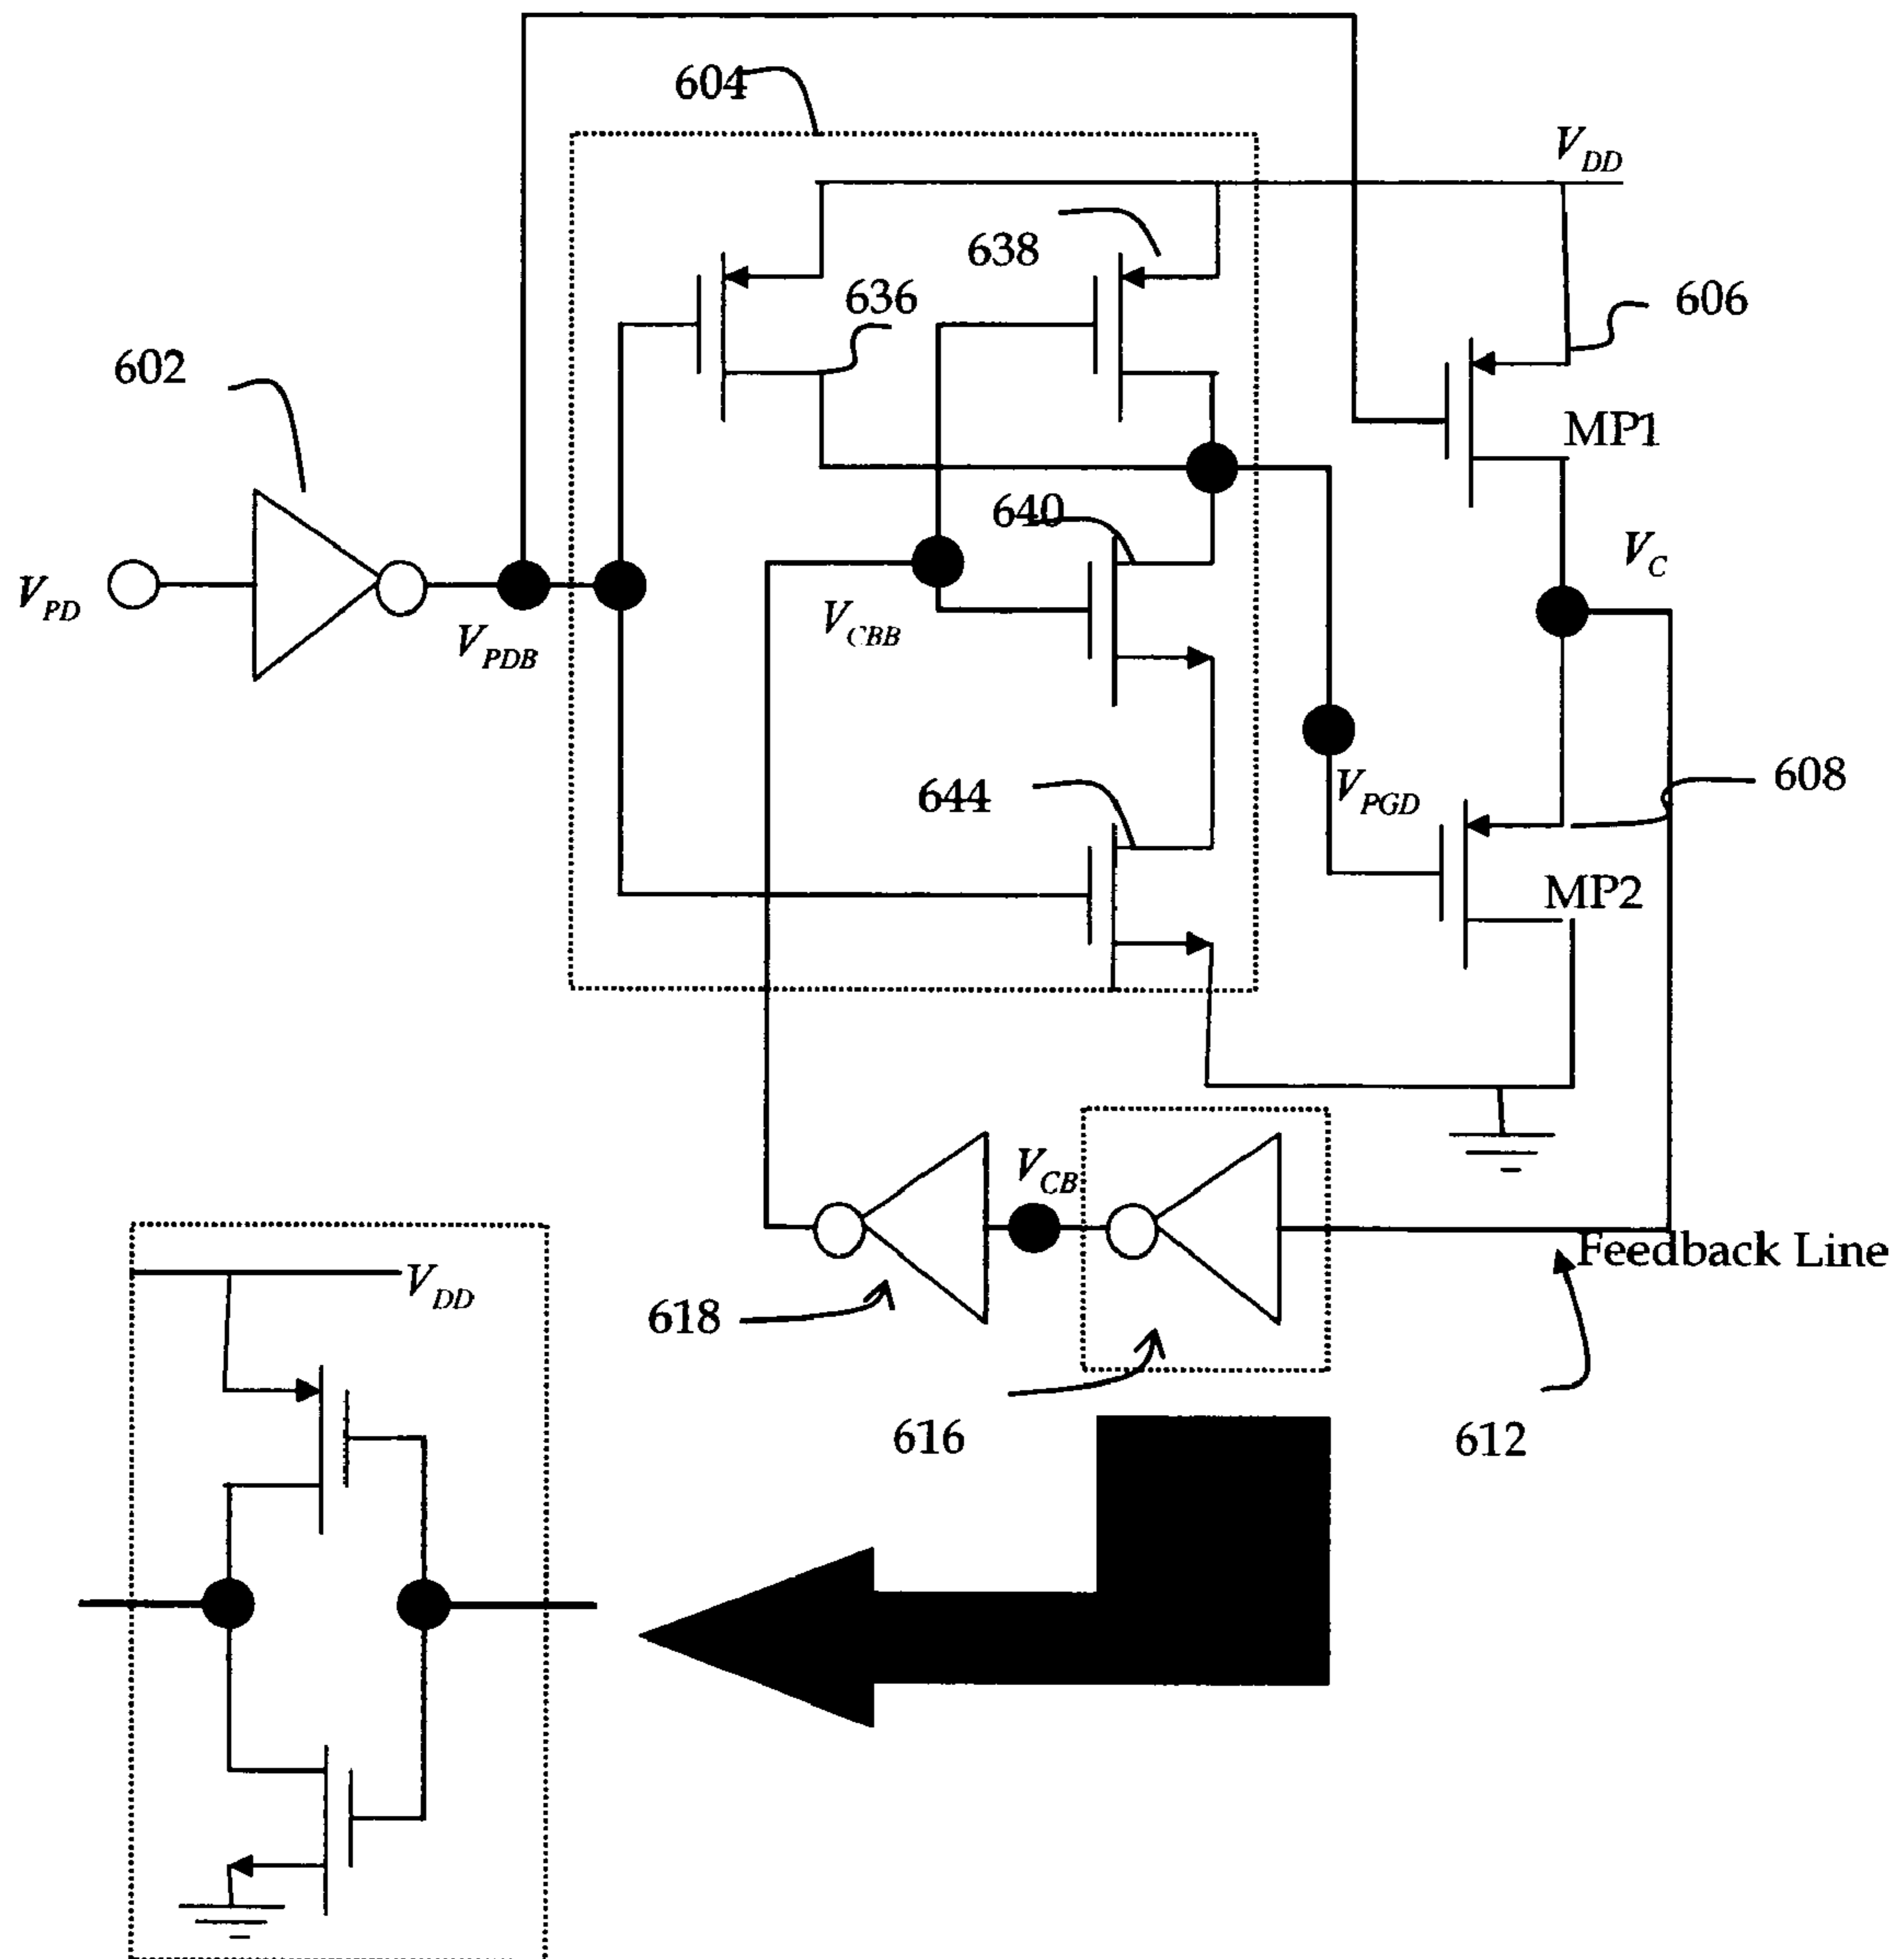 604
V_DD
638
636
606
602
MP1
640
V_C
V_PD
V_PDB
V_CBB
644
V_PGD
608
MP2
V_CB
Feedback Line
V_DD
618
616
612